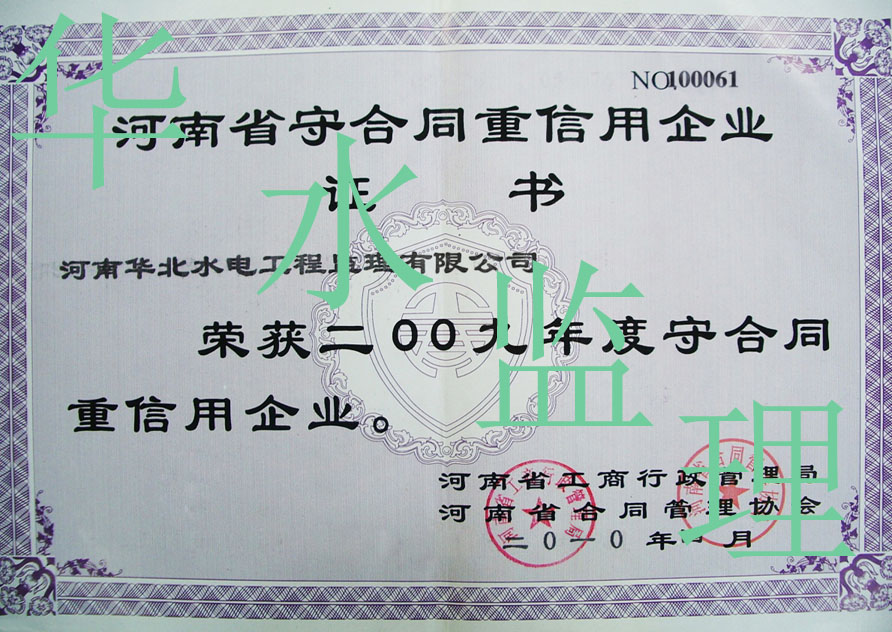 NO100061
河南省守合同重信用企业
证 书
河南华北水电工程监理有限公司
荣获二00九年度守合同
重信用企业。
河南省工商行政管理局
河南省合同管理协会
二0一0 年 月
华水监理